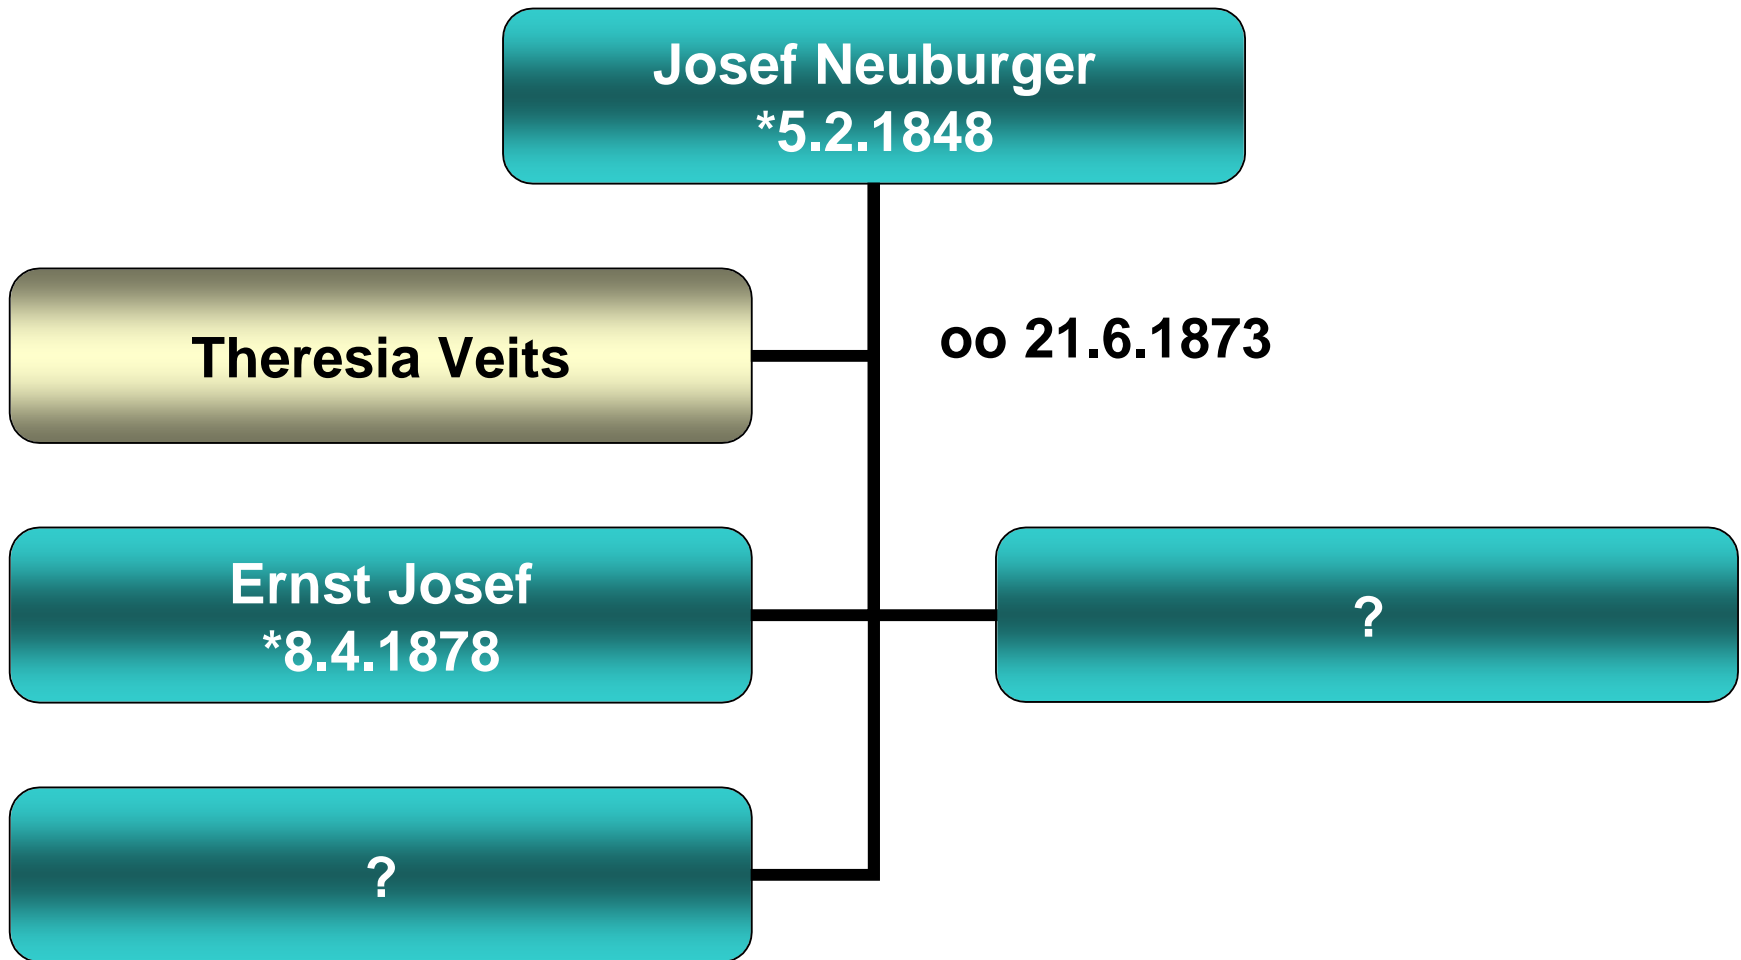 Josef Neuburger
*5.2.1848
Theresia Veits
oo 21.6.1873
Ernst Josef
*8.4.1878
?
?